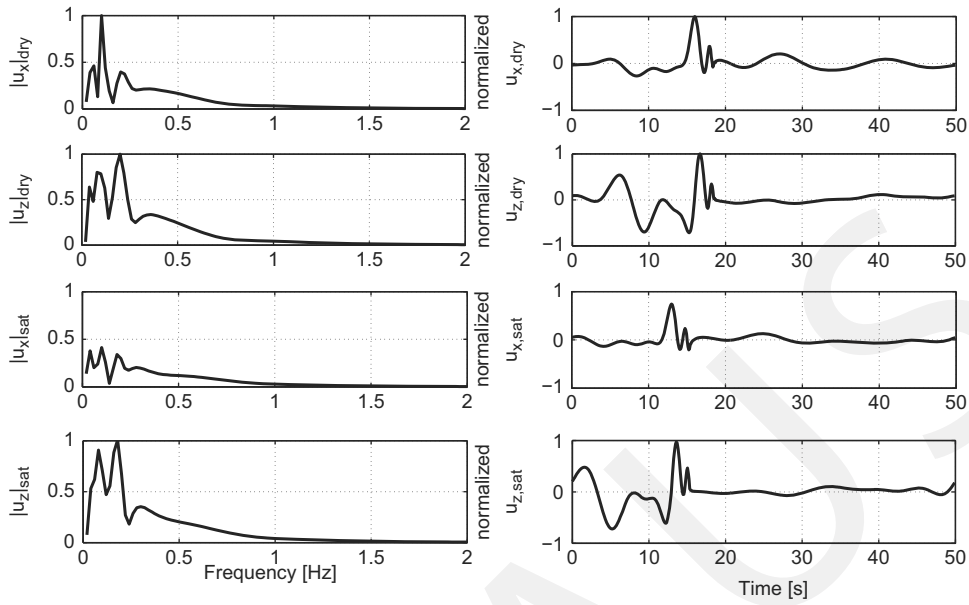 |u_x|_dry
1
0.5
0
0 0.5 1 1.5 2
normalized
u_x,dry
1
0
−1
0 10 20 30 40 50
|u_z|_dry
1
0.5
0
0 0.5 1 1.5 2
normalized
u_z,dry
1
0
−1
0 10 20 30 40 50
|u_x|_sat
1
0.5
0
0 0.5 1 1.5 2
normalized
u_x,sat
1
0
−1
0 10 20 30 40 50
|u_z|_sat
1
0.5
0
0 0.5 1 1.5 2
Frequency [Hz]
normalized
u_z,sat
1
0
−1
0 10 20 30 40 50
Time [s]
AUS